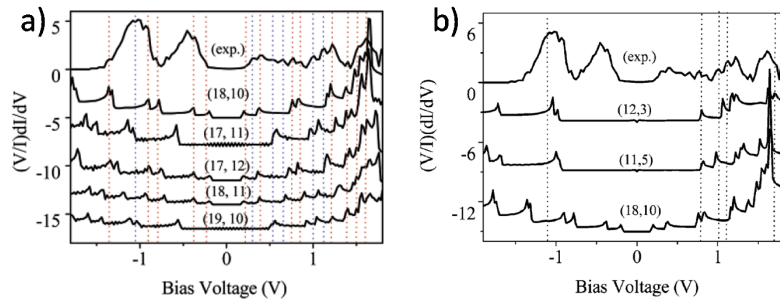 a)
5
0
-5
-10
-15
(V/I)dI/dV
(exp.)
(18,10)
(17, 11)
(17, 12)
(18, 11)
(19, 10)
-1
0
1
Bias Voltage (V)
b)
6
0
-6
-12
(V/I)(dI/dV)
(exp.)
(12,3)
(11,5)
(18,10)
-1
0
1
Bias Voltage (V)